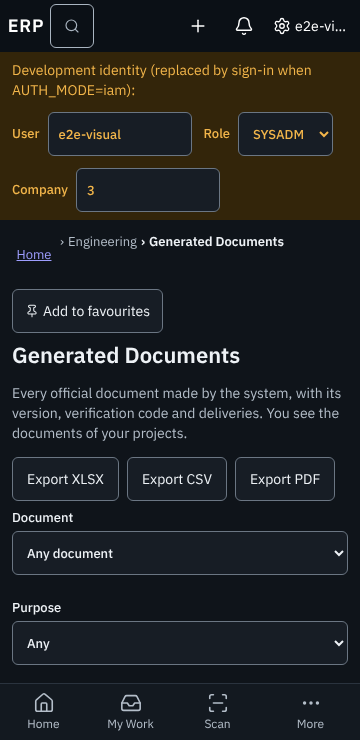 ERP
e2e-vi...
Development identity (replaced by sign-in when
AUTH_MODE=iam):
User
e2e-visual
Role
SYSADM
Company
3
Home › Engineering › Generated Documents
Add to favourites
Generated Documents
Every official document made by the system, with its
version, verification code and deliveries. You see the
documents of your projects.
Export XLSX
Export CSV
Export PDF
Document
Any document
Purpose
Any
Home
My Work
Scan
More